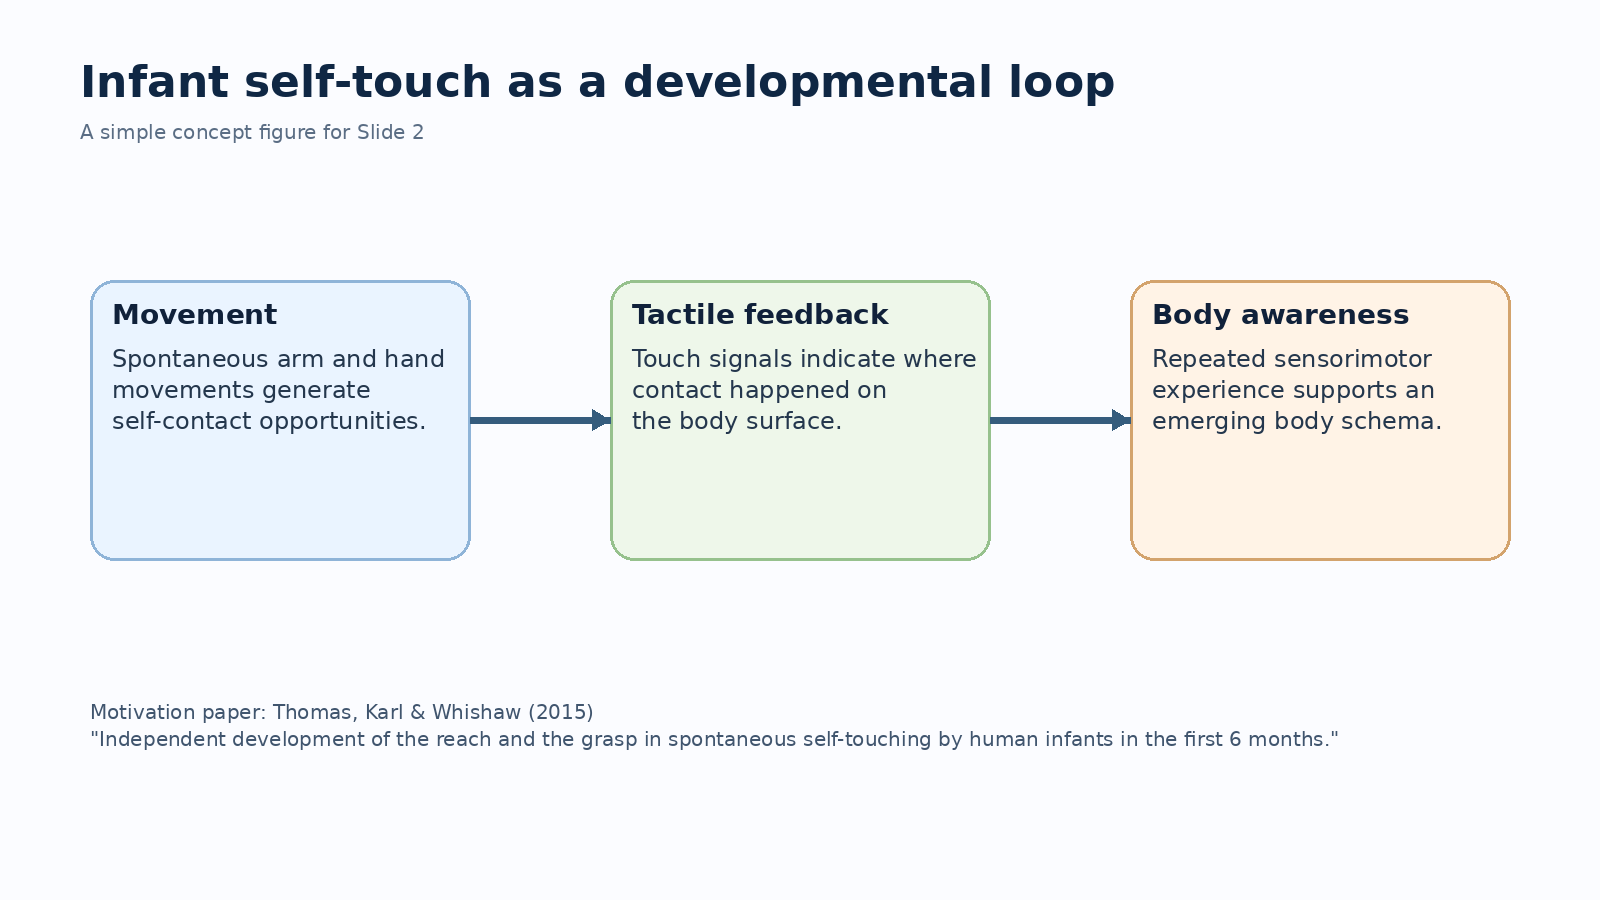 Infant self-touch as a developmental loop
A simple concept figure for Slide 2
Movement
Spontaneous arm and hand
movements generate
self-contact opportunities.
Tactile feedback
Touch signals indicate where
contact happened on
the body surface.
Body awareness
Repeated sensorimotor
experience supports an
emerging body schema.
Motivation paper: Thomas, Karl & Whishaw (2015)
"Independent development of the reach and the grasp in spontaneous self-touching by human infants in the first 6 months."